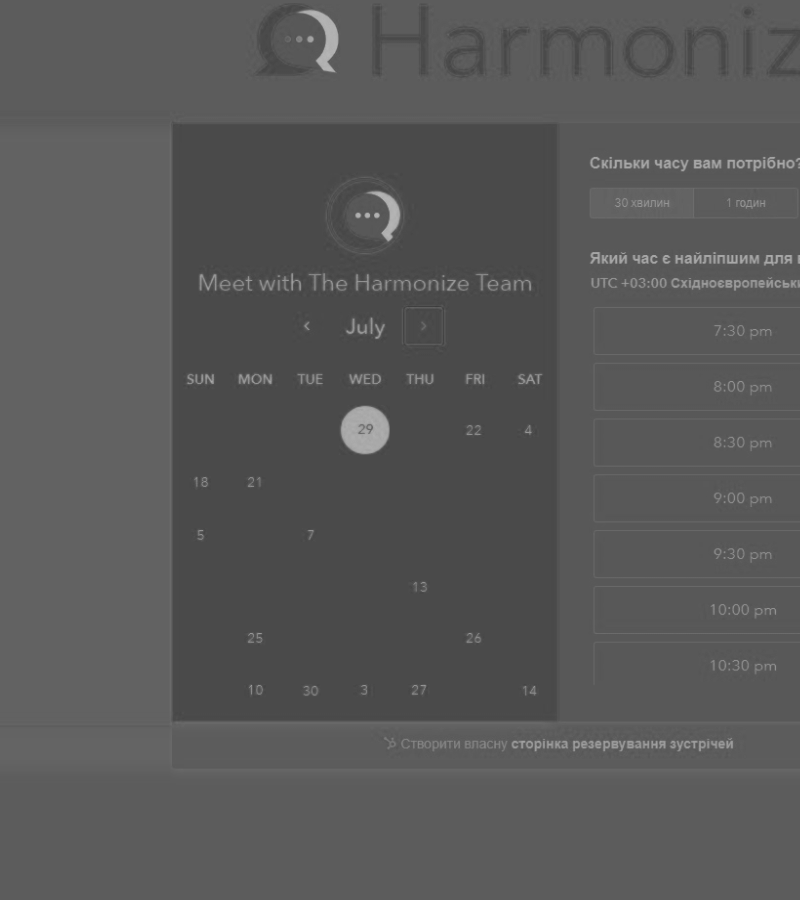 Harmoniz
Meet with The Harmonize Team
July
SUN MON TUE WED THU FRI SAT
29 22 4
18 21
5 7
13
25 26
10 30 3 27 14
Скільки часу вам потрібно?
30 хвилин 1 годин
Який час є найліпшим для
UTC +03:00 Східноєвропейськи
7:30 pm
8:00 pm
8:30 pm
9:00 pm
9:30 pm
10:00 pm
10:30 pm
Створити власну сторінка резервування зустрічей